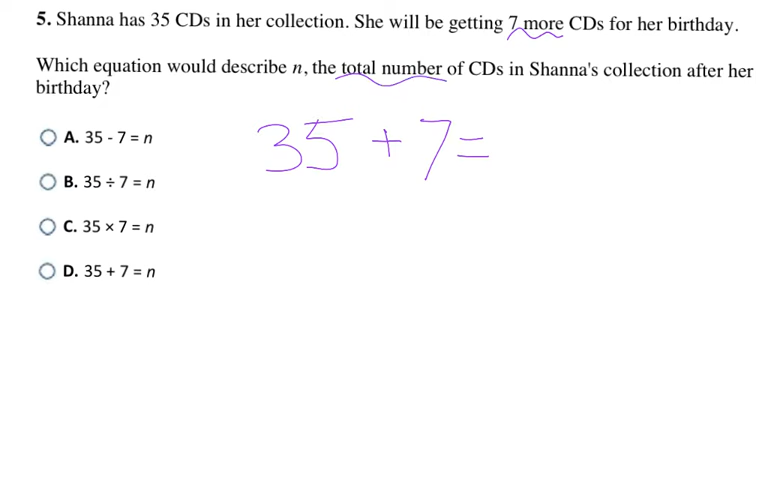 5. Shanna has 35 CDs in her collection. She will be getting 7 more CDs for her birthday.
Which equation would describe n, the total number of CDs in Shanna's collection after her
birthday?
A. 35 - 7 = n
35 + 7 =
B. 35 ÷ 7 = n
C. 35 × 7 = n
D. 35 + 7 = n